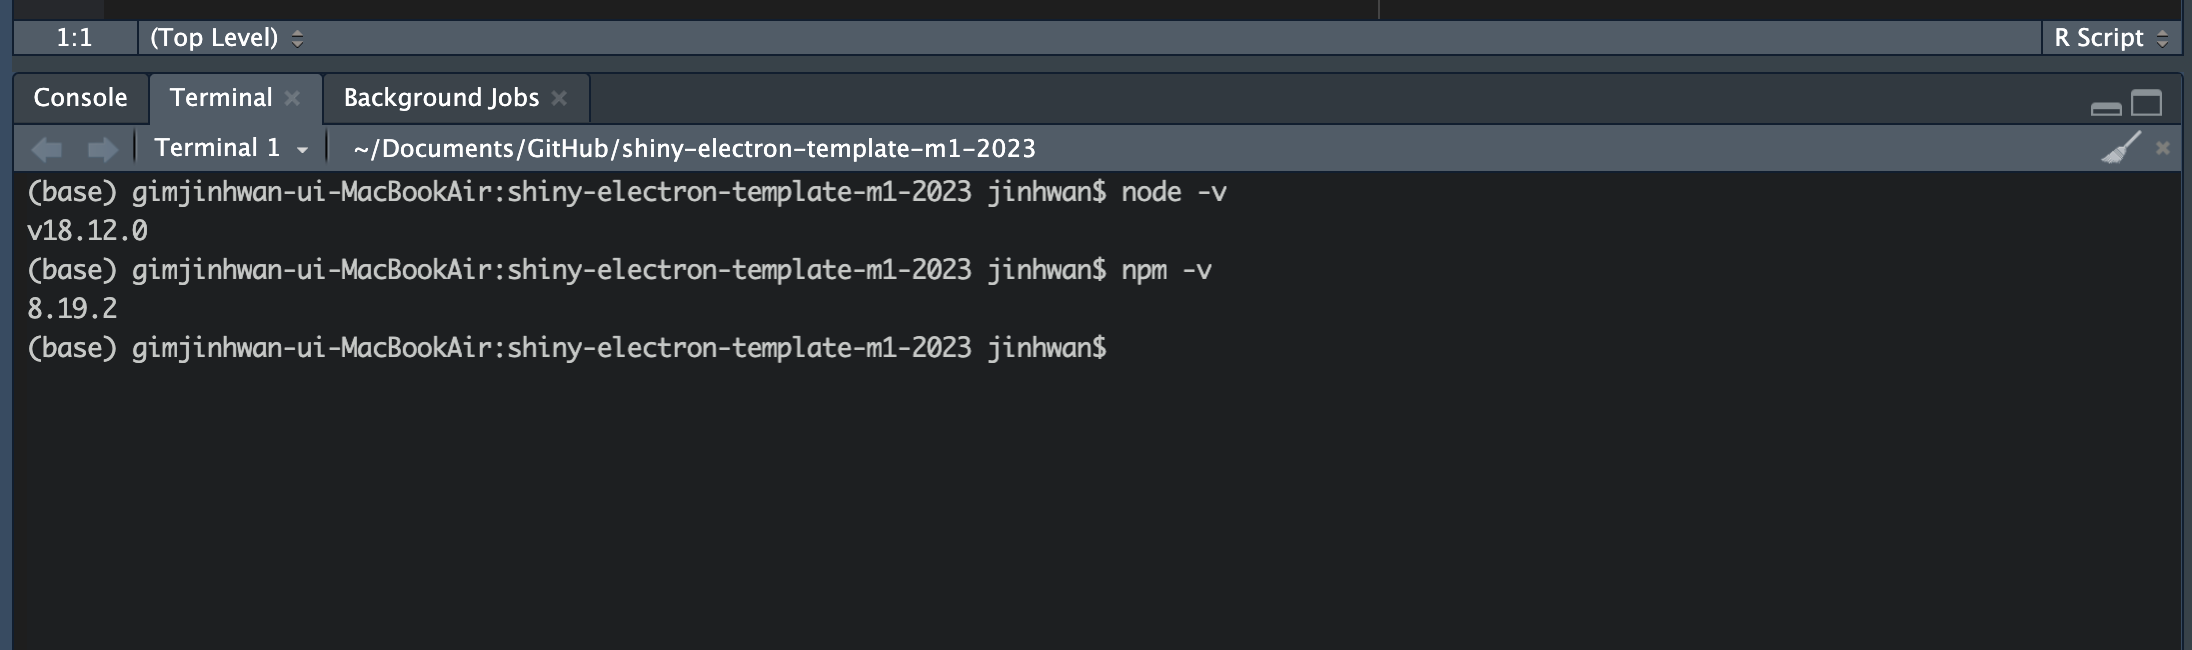 1:1 (Top Level) R Script
Console Terminal Background Jobs
Terminal 1 ~/Documents/GitHub/shiny-electron-template-m1-2023
(base) gimjinhwan-ui-MacBookAir:shiny-electron-template-m1-2023 jinhwan$ node -v
v18.12.0
(base) gimjinhwan-ui-MacBookAir:shiny-electron-template-m1-2023 jinhwan$ npm -v
8.19.2
(base) gimjinhwan-ui-MacBookAir:shiny-electron-template-m1-2023 jinhwan$